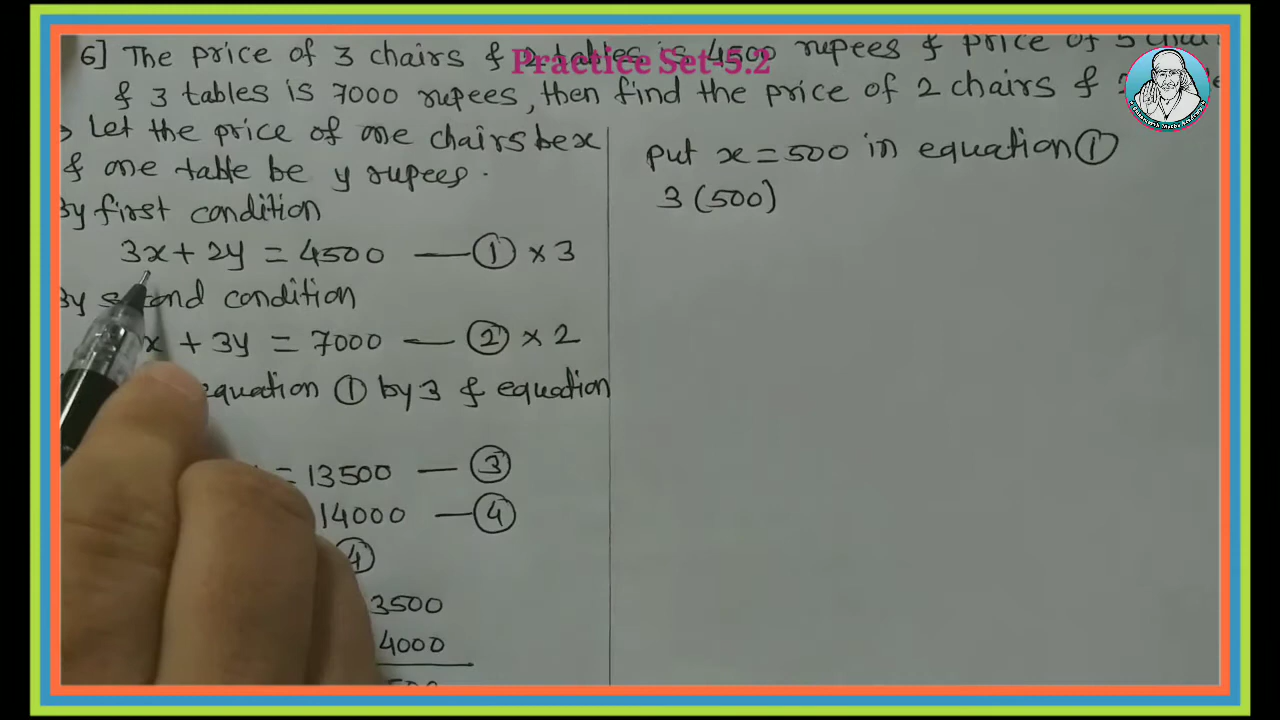 Practice Set-5.2
6] The price of 3 chairs & 2 tables is 4500 rupees & price of 5 chai
& 3 tables is 7000 rupees, then find the price of 2 chairs &
Let the price of one chairs be x
& one table be y rupees.
By first condition
3x + 2y = 4500 — ① × 3
By second condition
x + 3y = 7000 — ② × 2
equation ① by 3 & equation
= 13500 — ③
14000 — ④
④
3500
4000
put x = 500 in equation ①
3 (500)